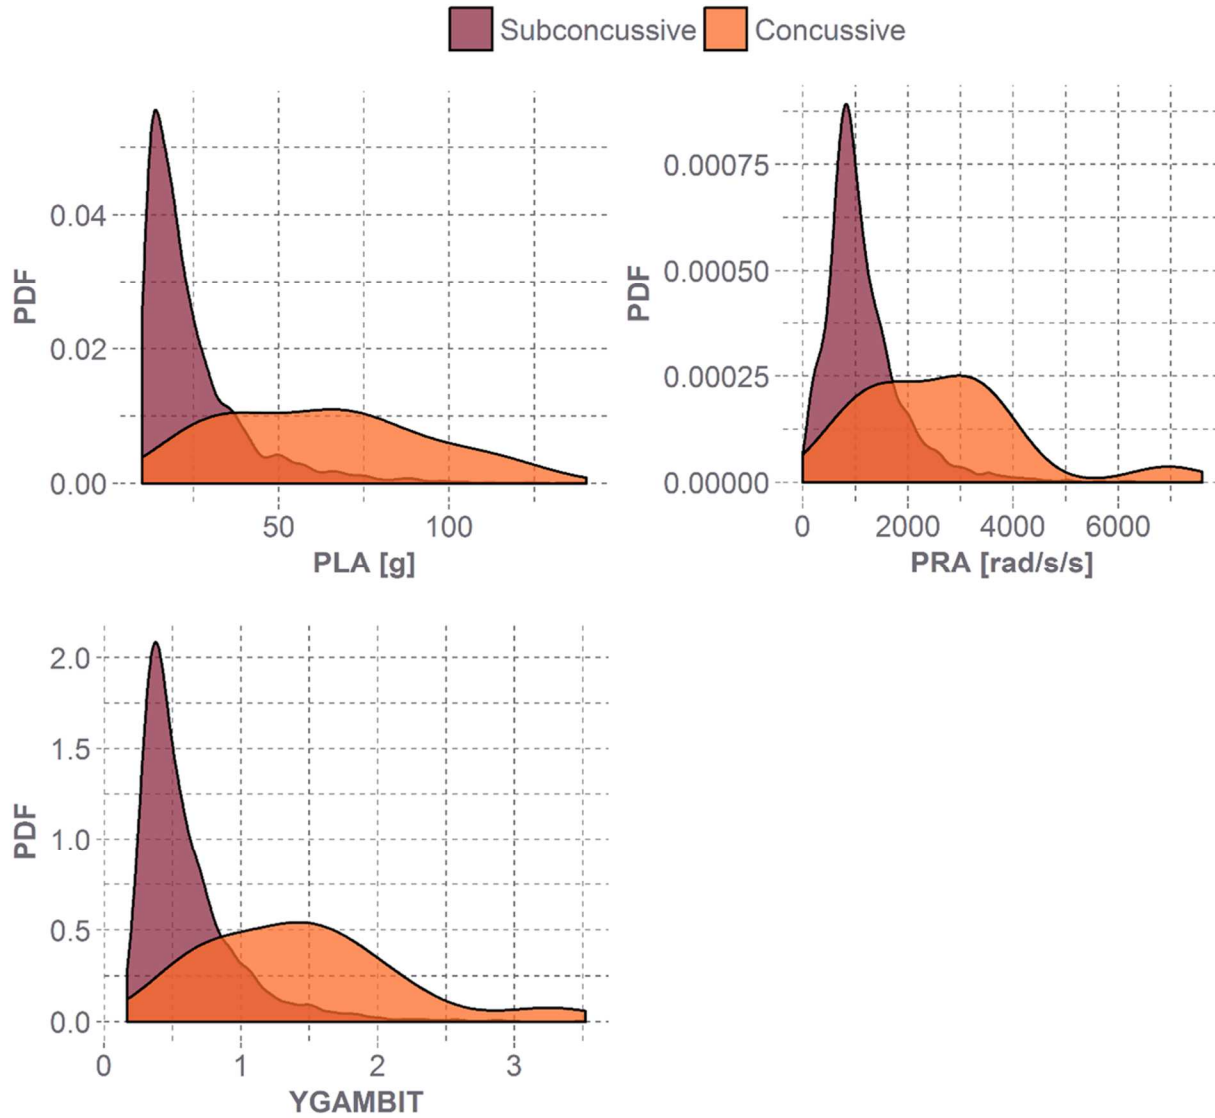 Subconcussive Concussive
PDF
0.04
0.02
0.00
50 100
PLA [g]
PDF
0.00075
0.00050
0.00025
0.00000
0 2000 4000 6000
PRA [rad/s/s]
PDF
2.0
1.5
1.0
0.5
0.0
0 1 2 3
YGAMBIT